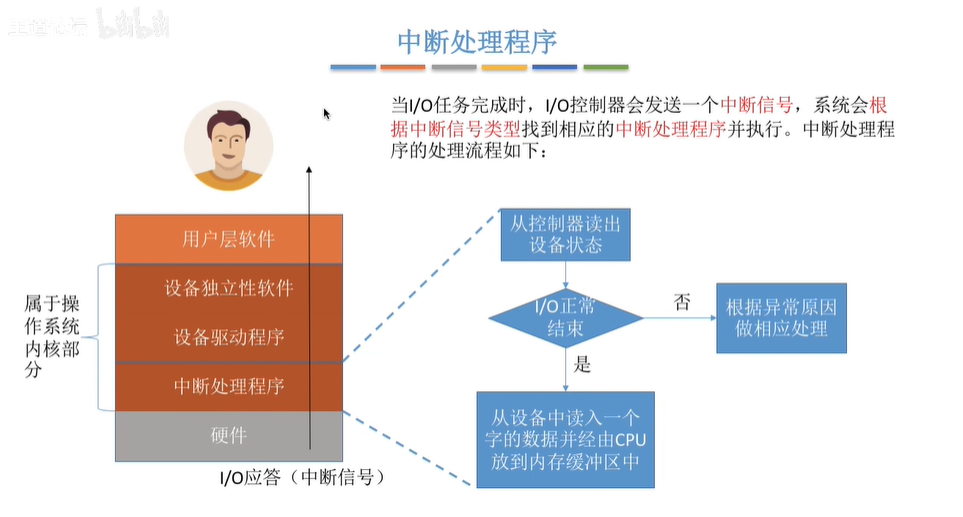 bilibili
中断处理程序
当I/O任务完成时，I/O控制器会发送一个中断信号，系统会根
据中断信号类型找到相应的中断处理程序并执行。中断处理程
序的处理流程如下：
用户层软件
设备独立性软件
设备驱动程序
中断处理程序
硬件
属于操
作系统
内核部
分
I/O应答（中断信号）
从控制器读出
设备状态
I/O正常
结束
否
根据异常原因
做相应处理
是
从设备中读入一个
字的数据并经由CPU
放到内存缓冲区中